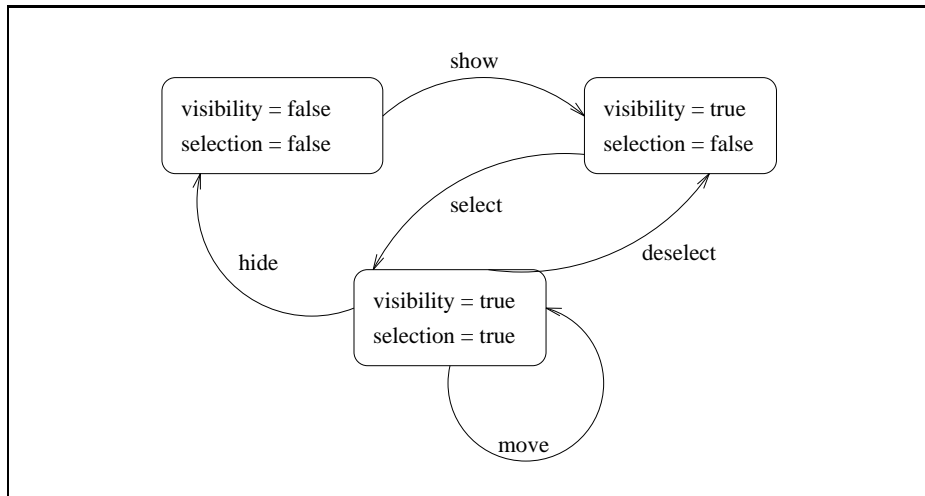 show
visibility = false
selection = false
visibility = true
selection = false
select
deselect
hide
visibility = true
selection = true
move